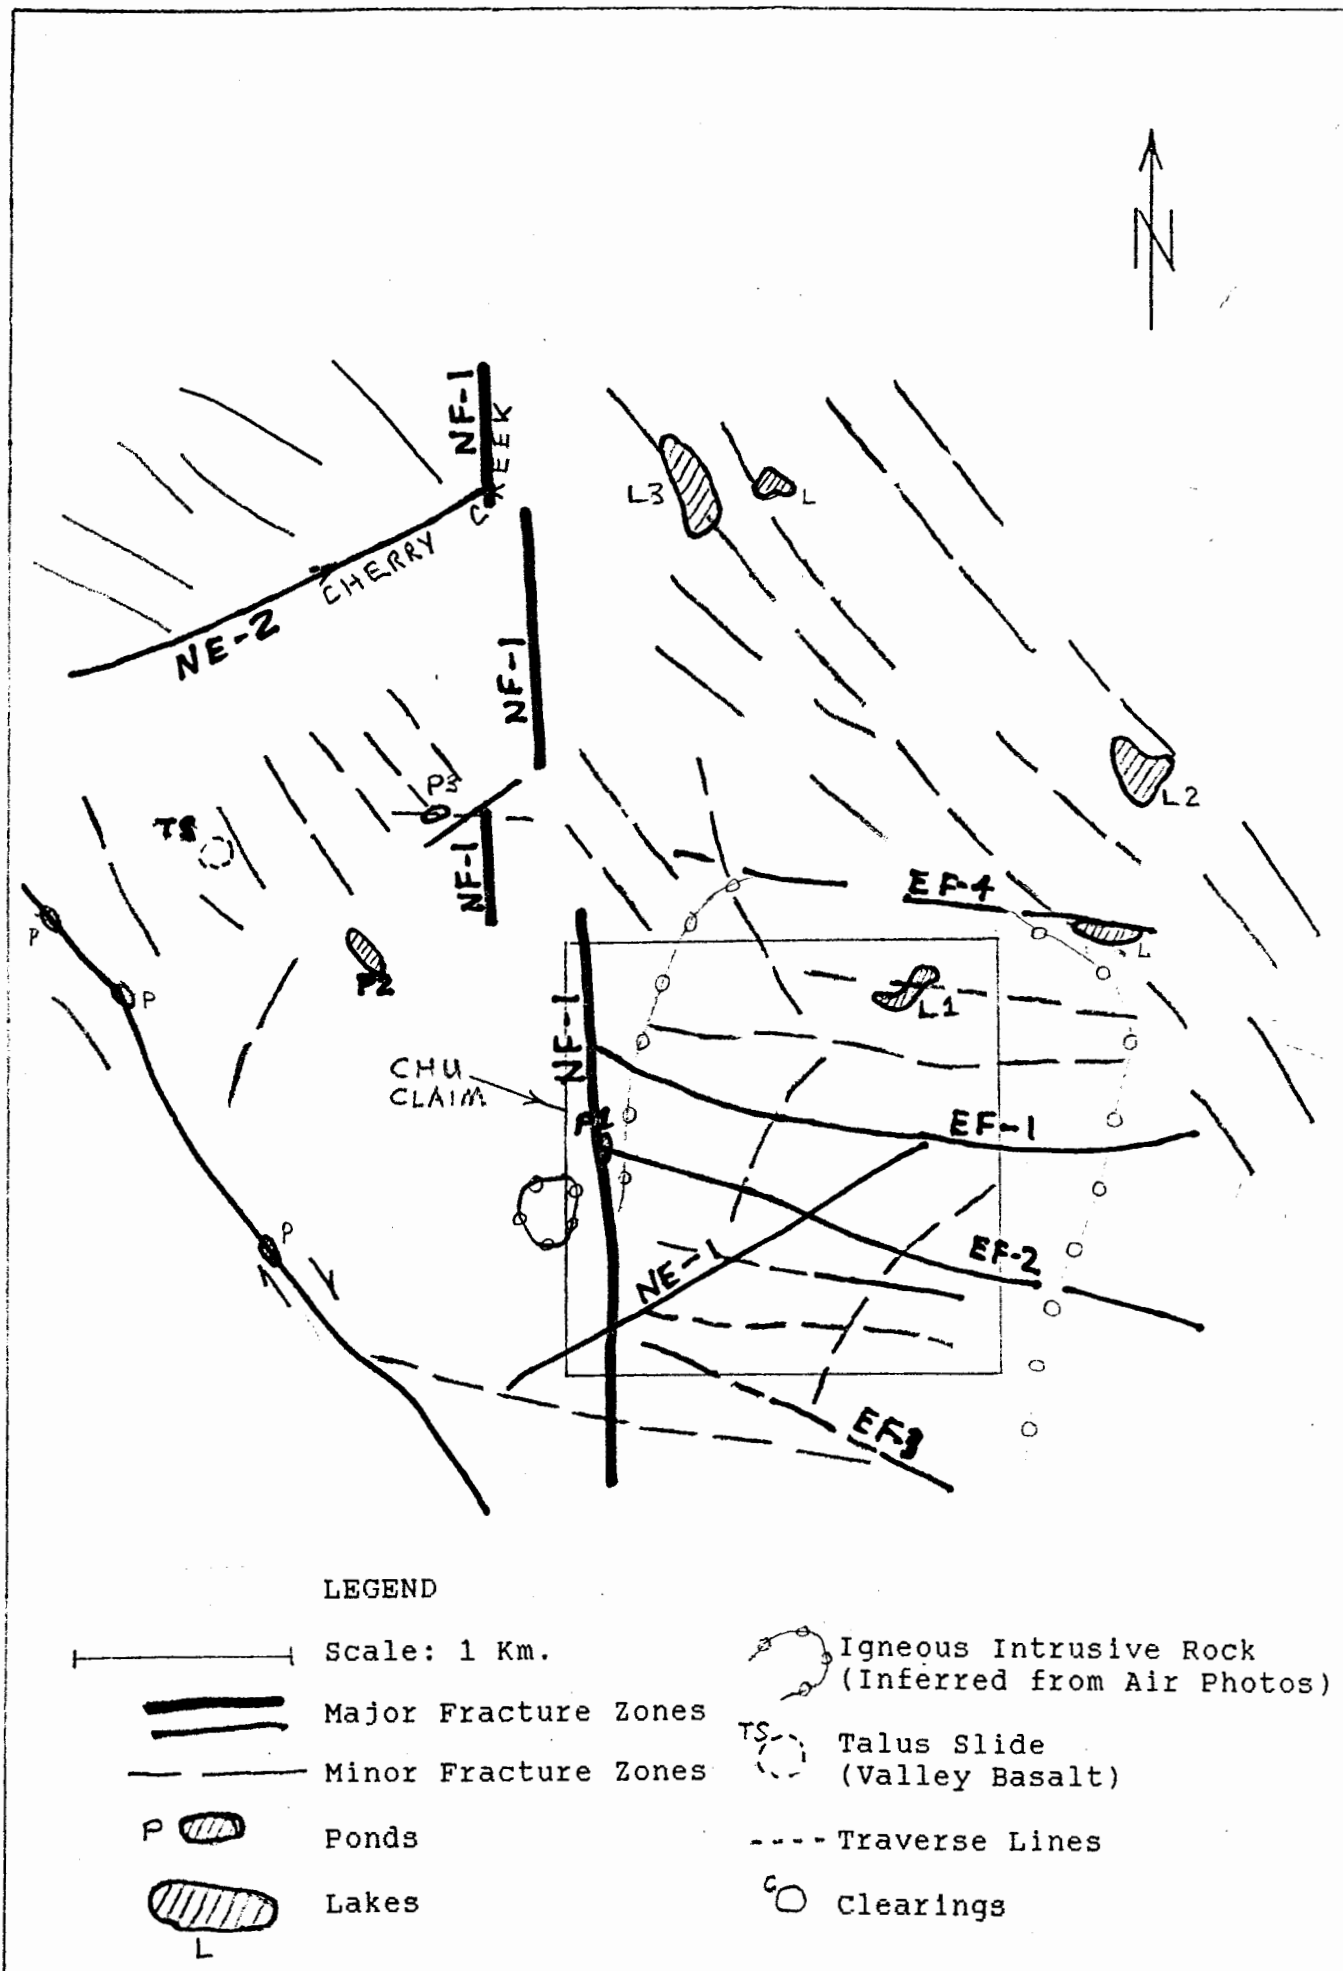 N
NF-1
CREEK
L3
L
CHERRY
NE-2
NF-1
L2
P3
TS
NF-1
EF-4
P
P2
P
L
L1
NF-1
CHU
CLAIM
P1
EF-1
P
NE-1
EF-2
EF-3
LEGEND
Scale: 1 Km.
Major Fracture Zones
Minor Fracture Zones
P Ponds
Lakes
L
Igneous Intrusive Rock
(Inferred from Air Photos)
TS Talus Slide
(Valley Basalt)
Traverse Lines
C Clearings